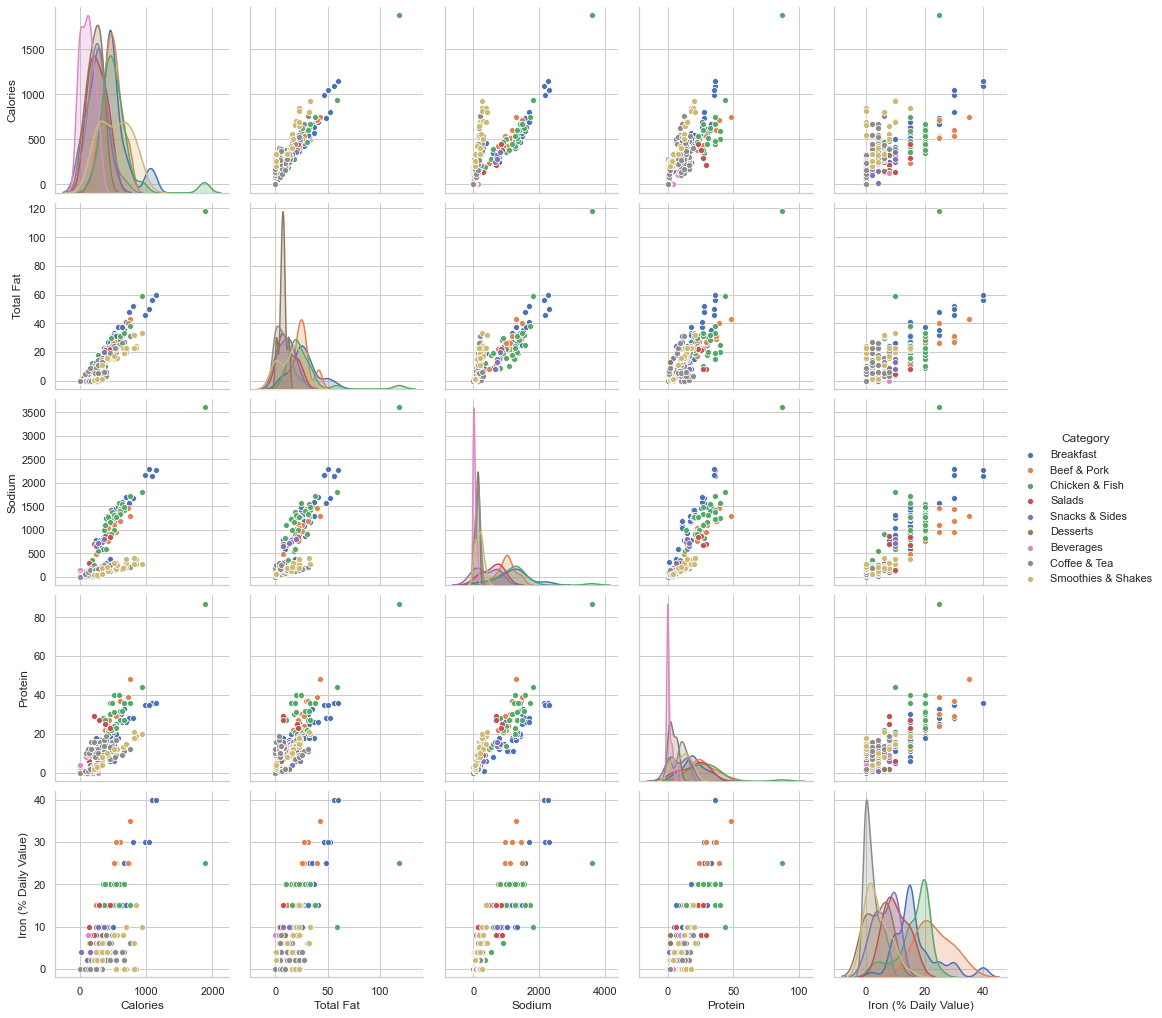 1500
1000
500
0
Calories
120
100
80
60
40
20
0
Total Fat
3500
3000
2500
2000
1500
1000
500
0
Sodium
Category
Breakfast
Beef & Pork
Chicken & Fish
Salads
Snacks & Sides
Desserts
Beverages
Coffee & Tea
Smoothies & Shakes
80
60
40
20
0
Protein
40
30
20
10
0
Iron (% Daily Value)
0 1000 2000
0 50 100
0 2000 4000
0 50 100
0 20 40
Calories
Total Fat
Sodium
Protein
Iron (% Daily Value)